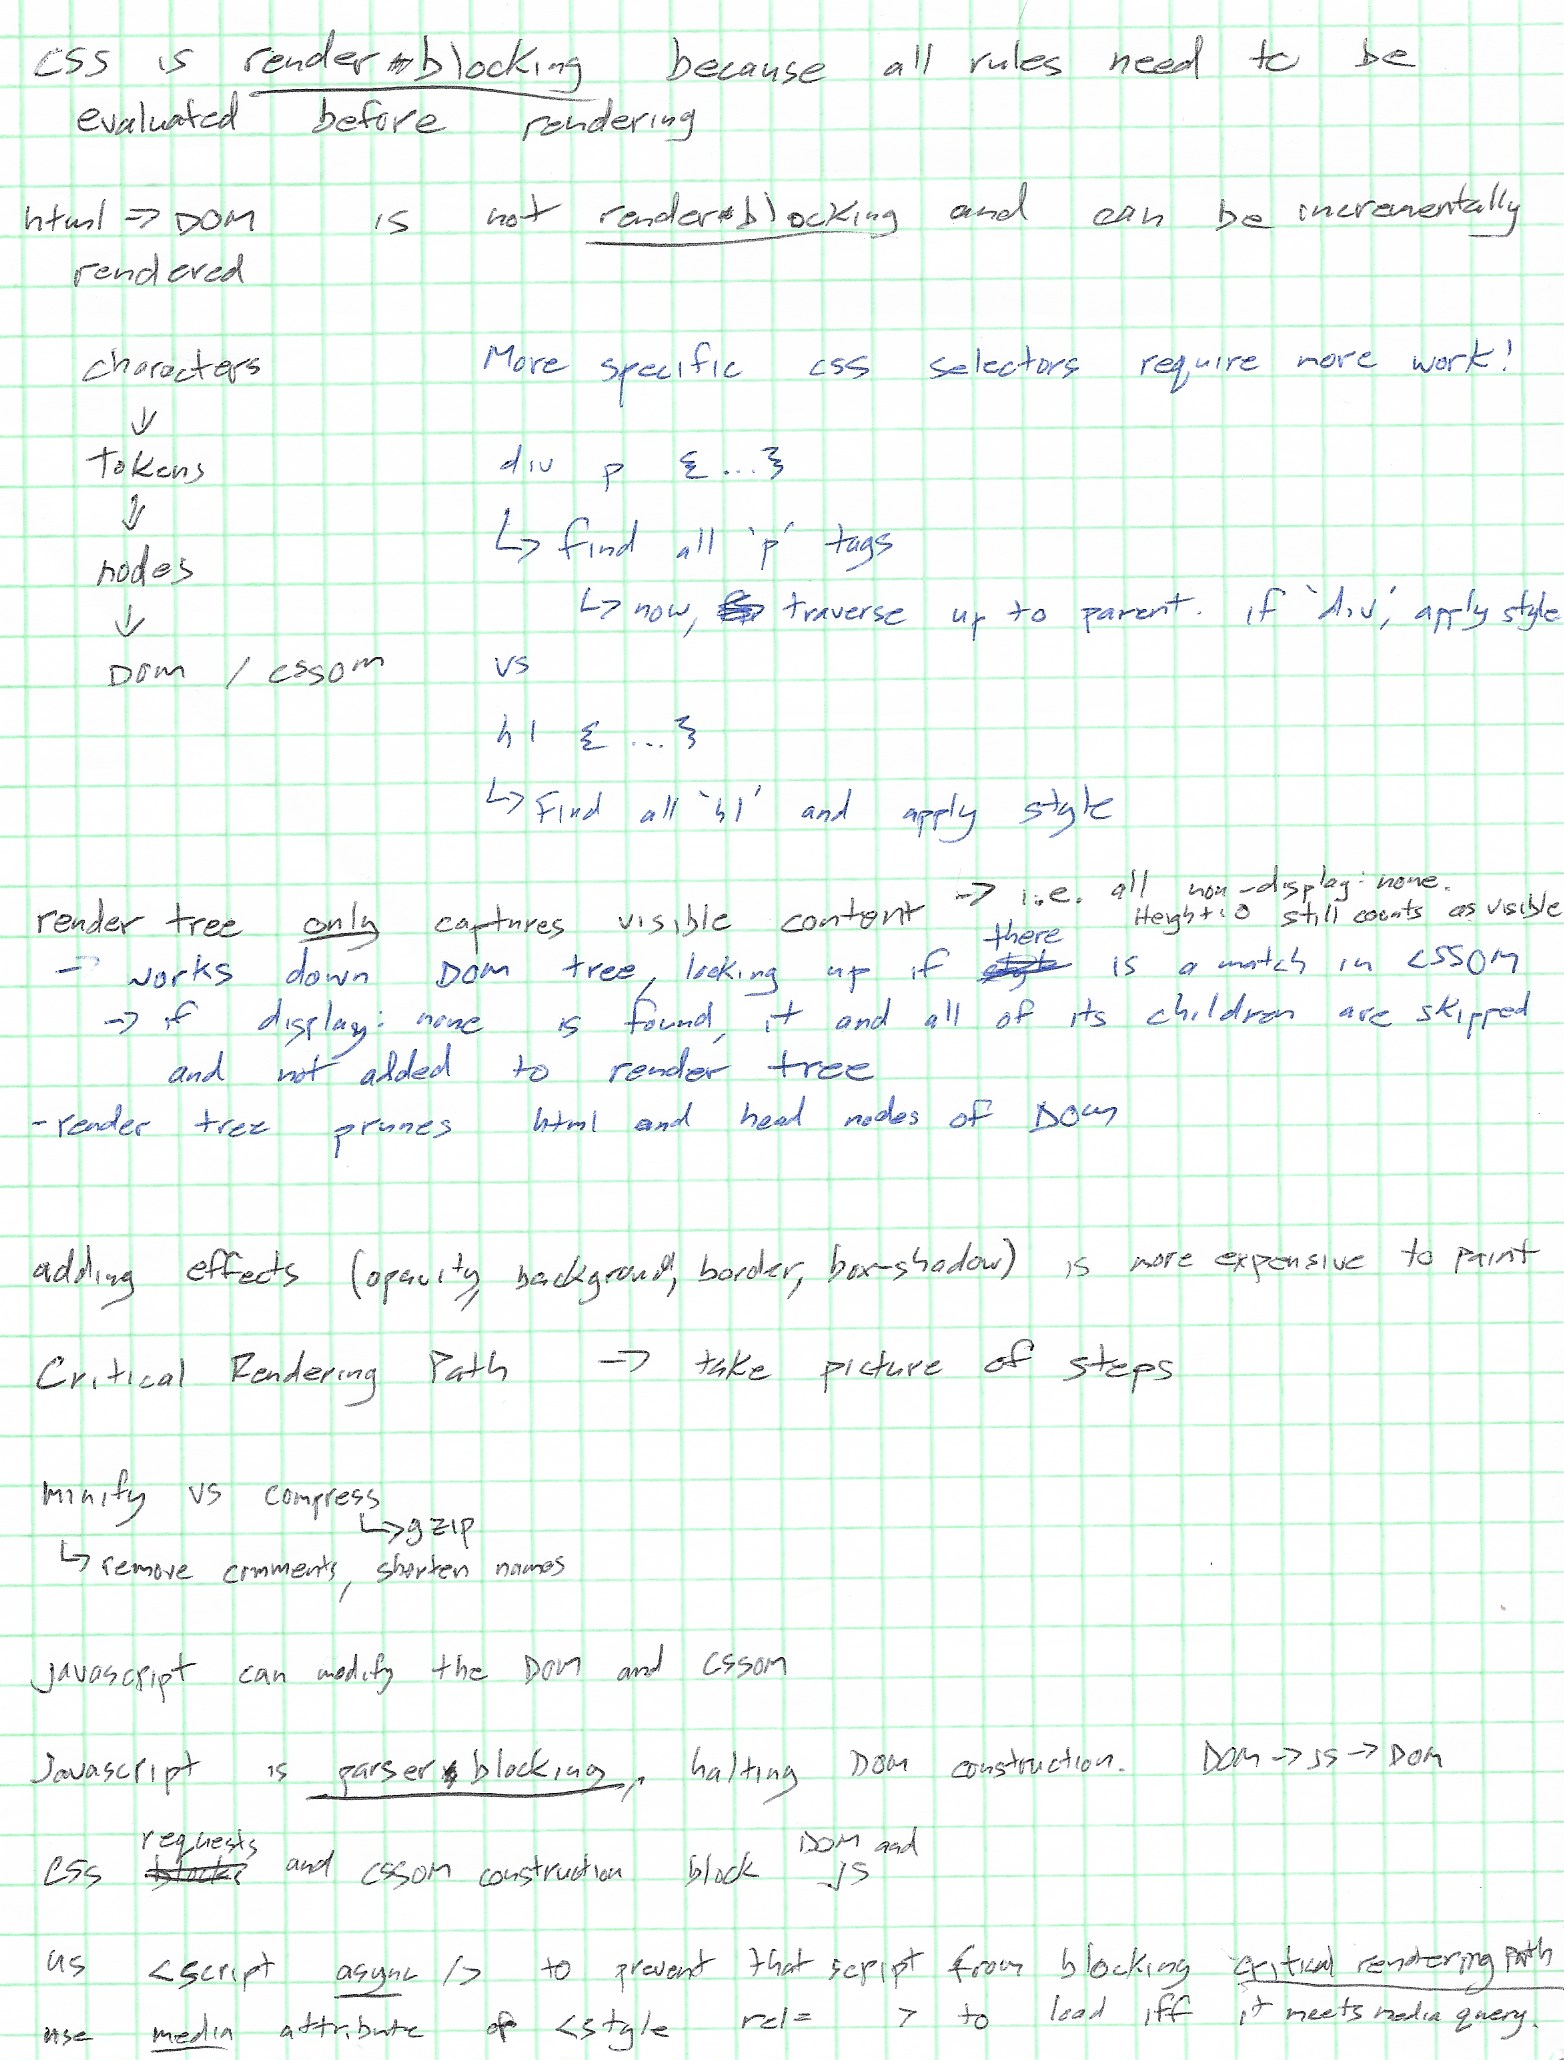 CSS is render-blocking because all rules need to be
evaluated before rendering
html → DOM is not render-blocking and can be incrementally
rendered
characters
↓
Tokens
↓
nodes
↓
DOM / CSSOM
More specific css selectors require more work!
div p {...}
↳ find all 'p' tags
↳ now, traverse up to parent. if 'div', apply style
vs
h1 {...}
↳ Find all 'h1' and apply style
render tree only captures visible content → i.e. all non-display: none.
Height: 0 still counts as visible
- works down DOM tree, looking up if there is a match in CSSOM
→ if display: none is found, it and all of its children are skipped
and not added to render tree
- render tree prunes html and head nodes of DOM
adding effects (opacity, background, border, box-shadow) is more expensive to paint
Critical Rendering Path → take picture of steps
Minify vs compress
↳ gzip
↳ remove comments, shorten names
javascript can modify the DOM and CSSOM
Javascript is parser blocking, halting DOM construction. DOM → JS → DOM
CSS requests and CSSOM construction block DOM and JS
us <script async /> to prevent that script from blocking critical rendering path
use media attribute of <style rel= > to load iff it meets media query.